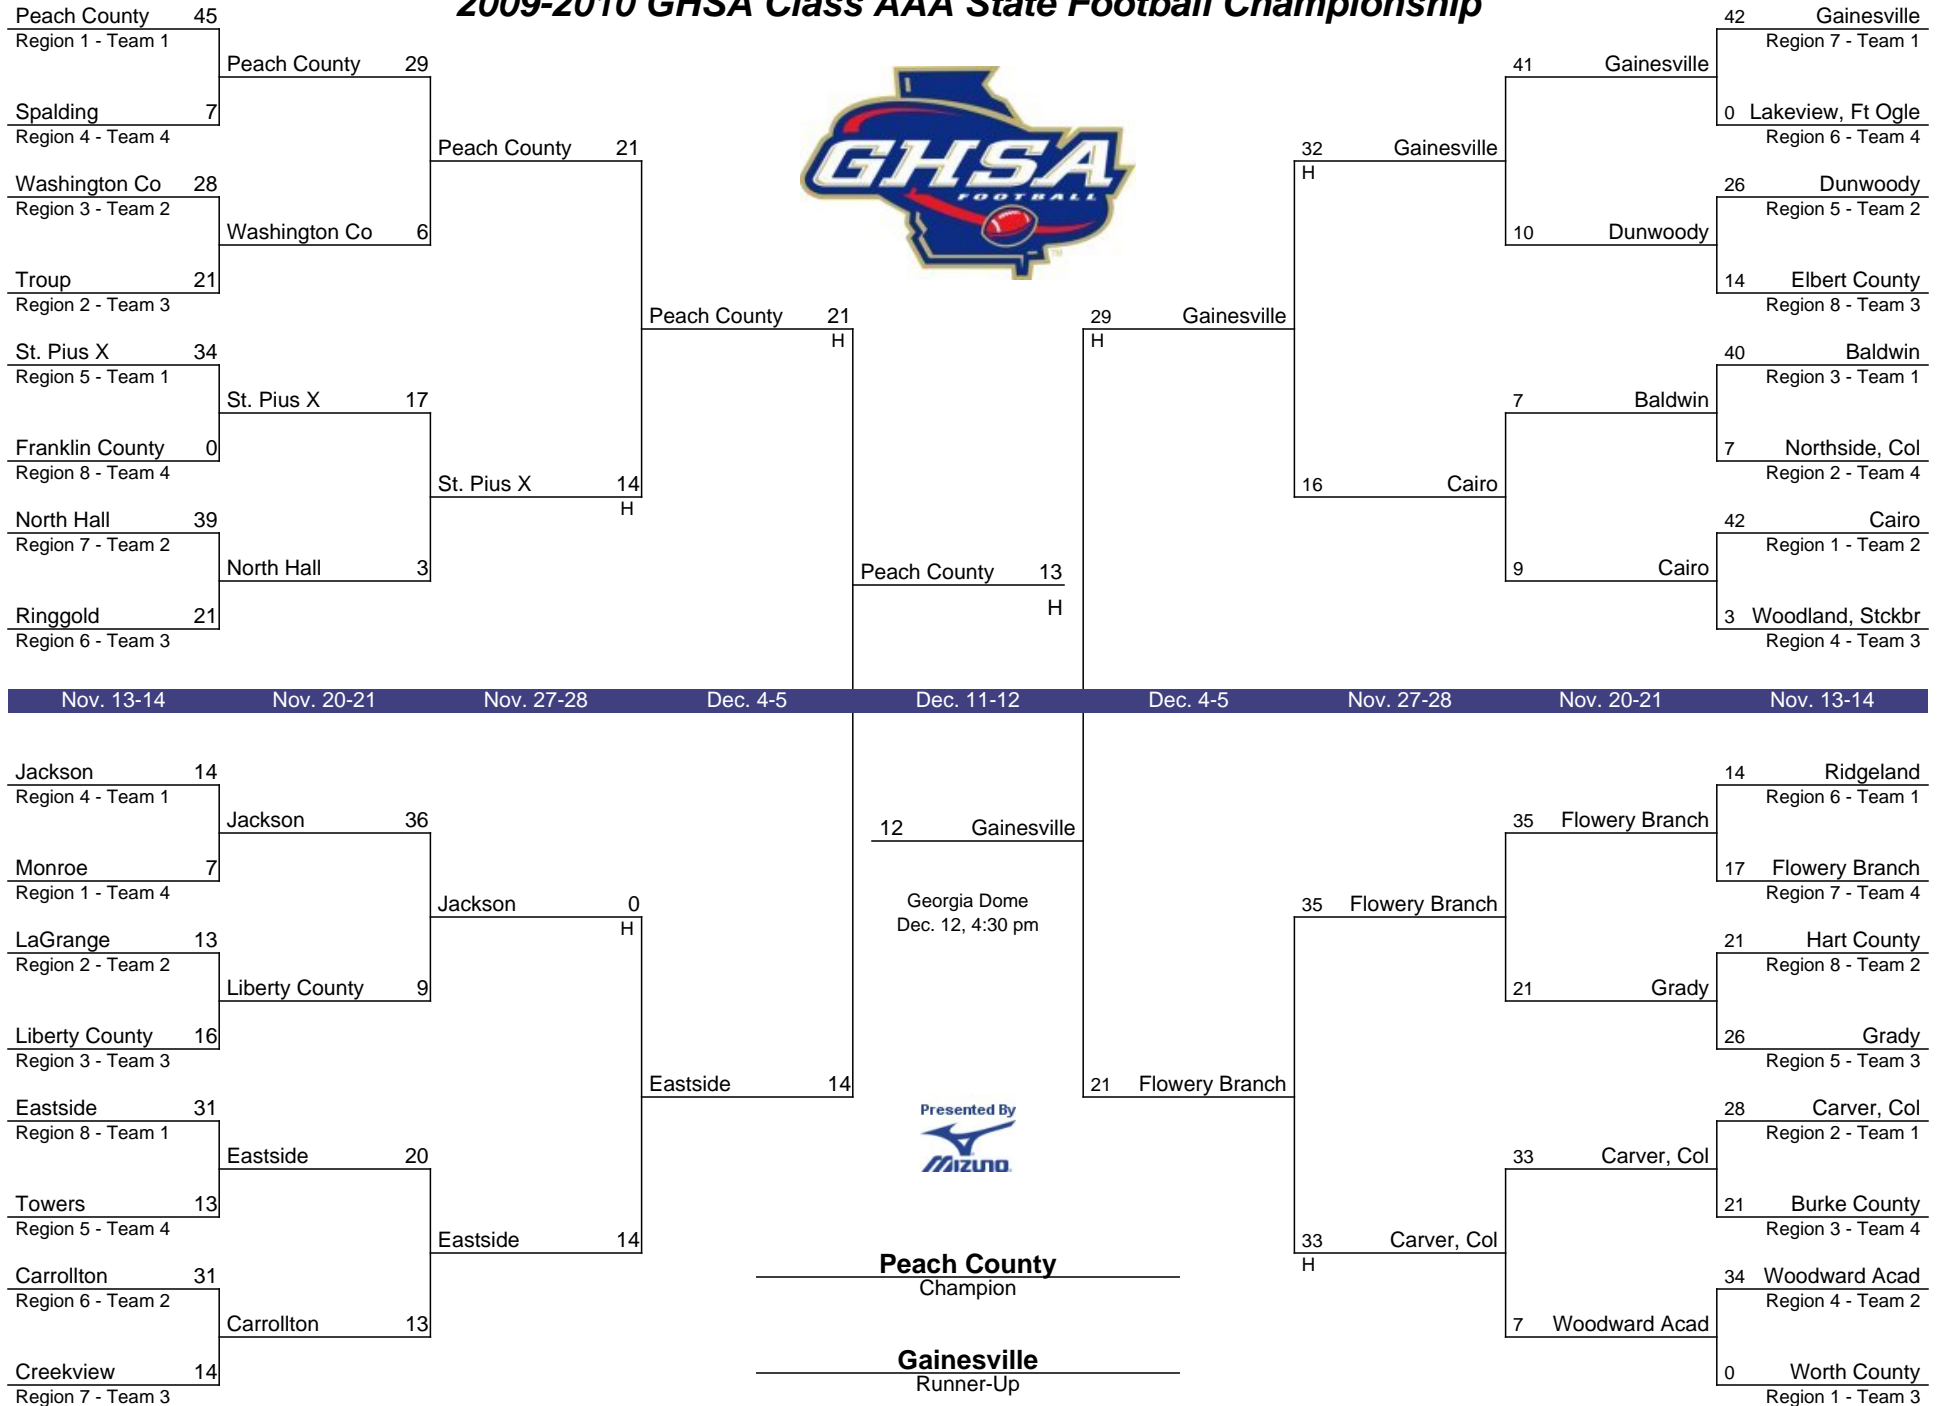 2009-2010 GHSA Class AAA State Football Championship
Peach County 45
Region 1 - Team 1
Spalding 7
Region 4 - Team 4
Washington Co 28
Region 3 - Team 2
Troup 21
Region 2 - Team 3
St. Pius X 34
Region 5 - Team 1
Franklin County 0
Region 8 - Team 4
North Hall 39
Region 7 - Team 2
Ringgold 21
Region 6 - Team 3
Peach County 29
Washington Co 6
St. Pius X 17
North Hall 3
Peach County 21
St. Pius X 14
H
Peach County 21
H
Peach County 13
H
GHSA
FOOTBALL
TM
42 Gainesville
Region 7 - Team 1
0 Lakeview, Ft Ogle
Region 6 - Team 4
26 Dunwoody
Region 5 - Team 2
14 Elbert County
Region 8 - Team 3
40 Baldwin
Region 3 - Team 1
7 Northside, Col
Region 2 - Team 4
42 Cairo
Region 1 - Team 2
3 Woodland, Stckbr
Region 4 - Team 3
41 Gainesville
10 Dunwoody
7 Baldwin
9 Cairo
32 Gainesville
H
16 Cairo
29 Gainesville
H
Nov. 13-14 Nov. 20-21 Nov. 27-28 Dec. 4-5 Dec. 11-12 Dec. 4-5 Nov. 27-28 Nov. 20-21 Nov. 13-14
Jackson 14
Region 4 - Team 1
Monroe 7
Region 1 - Team 4
LaGrange 13
Region 2 - Team 2
Liberty County 16
Region 3 - Team 3
Eastside 31
Region 8 - Team 1
Towers 13
Region 5 - Team 4
Carrollton 31
Region 6 - Team 2
Creekview 14
Region 7 - Team 3
Jackson 36
Liberty County 9
Eastside 20
Carrollton 13
Jackson 0
H
Eastside 14
Eastside 14
12 Gainesville
Georgia Dome
Dec. 12, 4:30 pm
Presented By
MIZUNO
Peach County
Champion
Gainesville
Runner-Up
14 Ridgeland
Region 6 - Team 1
17 Flowery Branch
Region 7 - Team 4
21 Hart County
Region 8 - Team 2
26 Grady
Region 5 - Team 3
28 Carver, Col
Region 2 - Team 1
21 Burke County
Region 3 - Team 4
34 Woodward Acad
Region 4 - Team 2
0 Worth County
Region 1 - Team 3
35 Flowery Branch
21 Grady
33 Carver, Col
7 Woodward Acad
35 Flowery Branch
33 Carver, Col
H
21 Flowery Branch